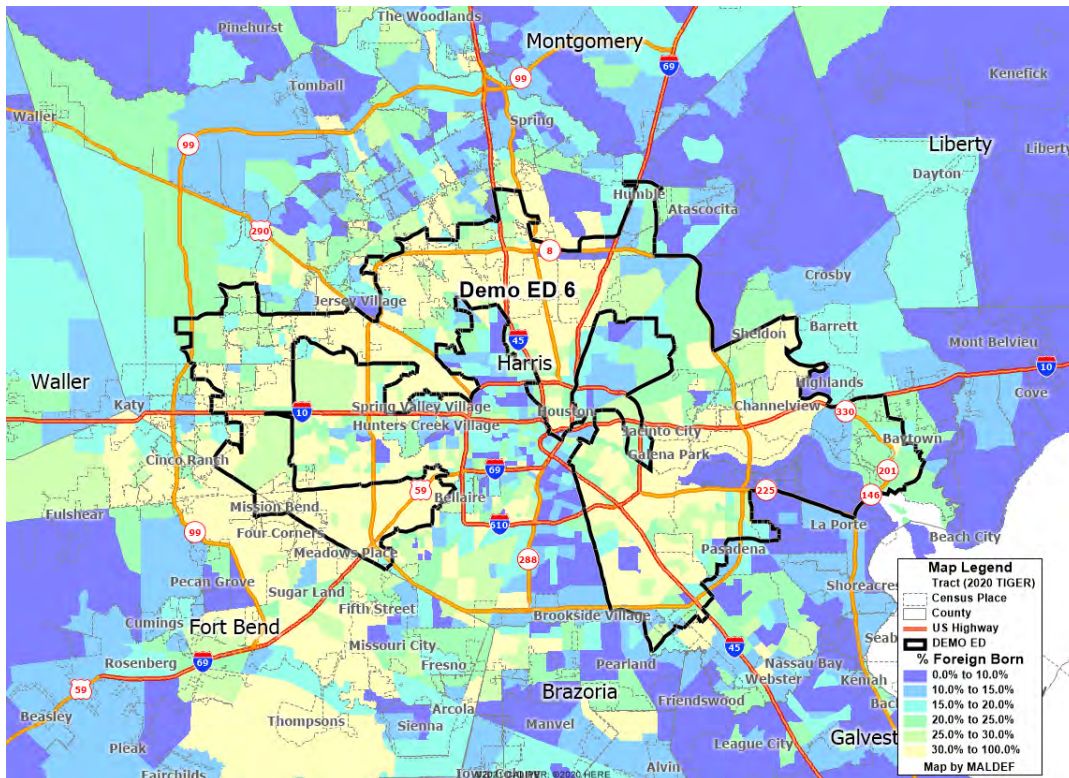 The Woodlands
Pinehurst
Montgomery
69
99
Kenefick
Tomball
Waller
Spring
99
Liberty
Liberty
Dayton
Humble
Atascocita
290
8
Crosby
Demo ED 6
Jersey Village
Sheldon
Barrett
45
Mont Belvieu
Harris
10
Waller
Highlands
Cove
Katy
10
Spring Valley Village
Houston
Channelview
330
Hunters Creek Village
Jacinto City
Baytown
Galena Park
Cinco Ranch
69
201
59
Bellaire
225
146
Mission Bend
Fulshear
610
La Porte
Four Corners
99
Beach City
Meadows Place
Pasadena
288
Pecan Grove
Sugar Land
Shoreacres
Fifth Street
Brookside Village
Cumings
Fort Bend
Missouri City
Seab
45
Rosenberg
69
Fresno
Pearland
Nassau Bay
Webster
Kemah
59
Brazoria
Friendswood
Bac
Beasley
Arcola
Thompsons
Sienna
Manvel
League City
Galvest
Pleak
Alvin
Fairchilds
©2020 HERE
Map Legend
Tract (2020 TIGER)
Census Place
County
US Highway
DEMO ED
% Foreign Born
0.0% to 10.0%
10.0% to 15.0%
15.0% to 20.0%
20.0% to 25.0%
25.0% to 30.0%
30.0% to 100.0%
Map by MALDEF